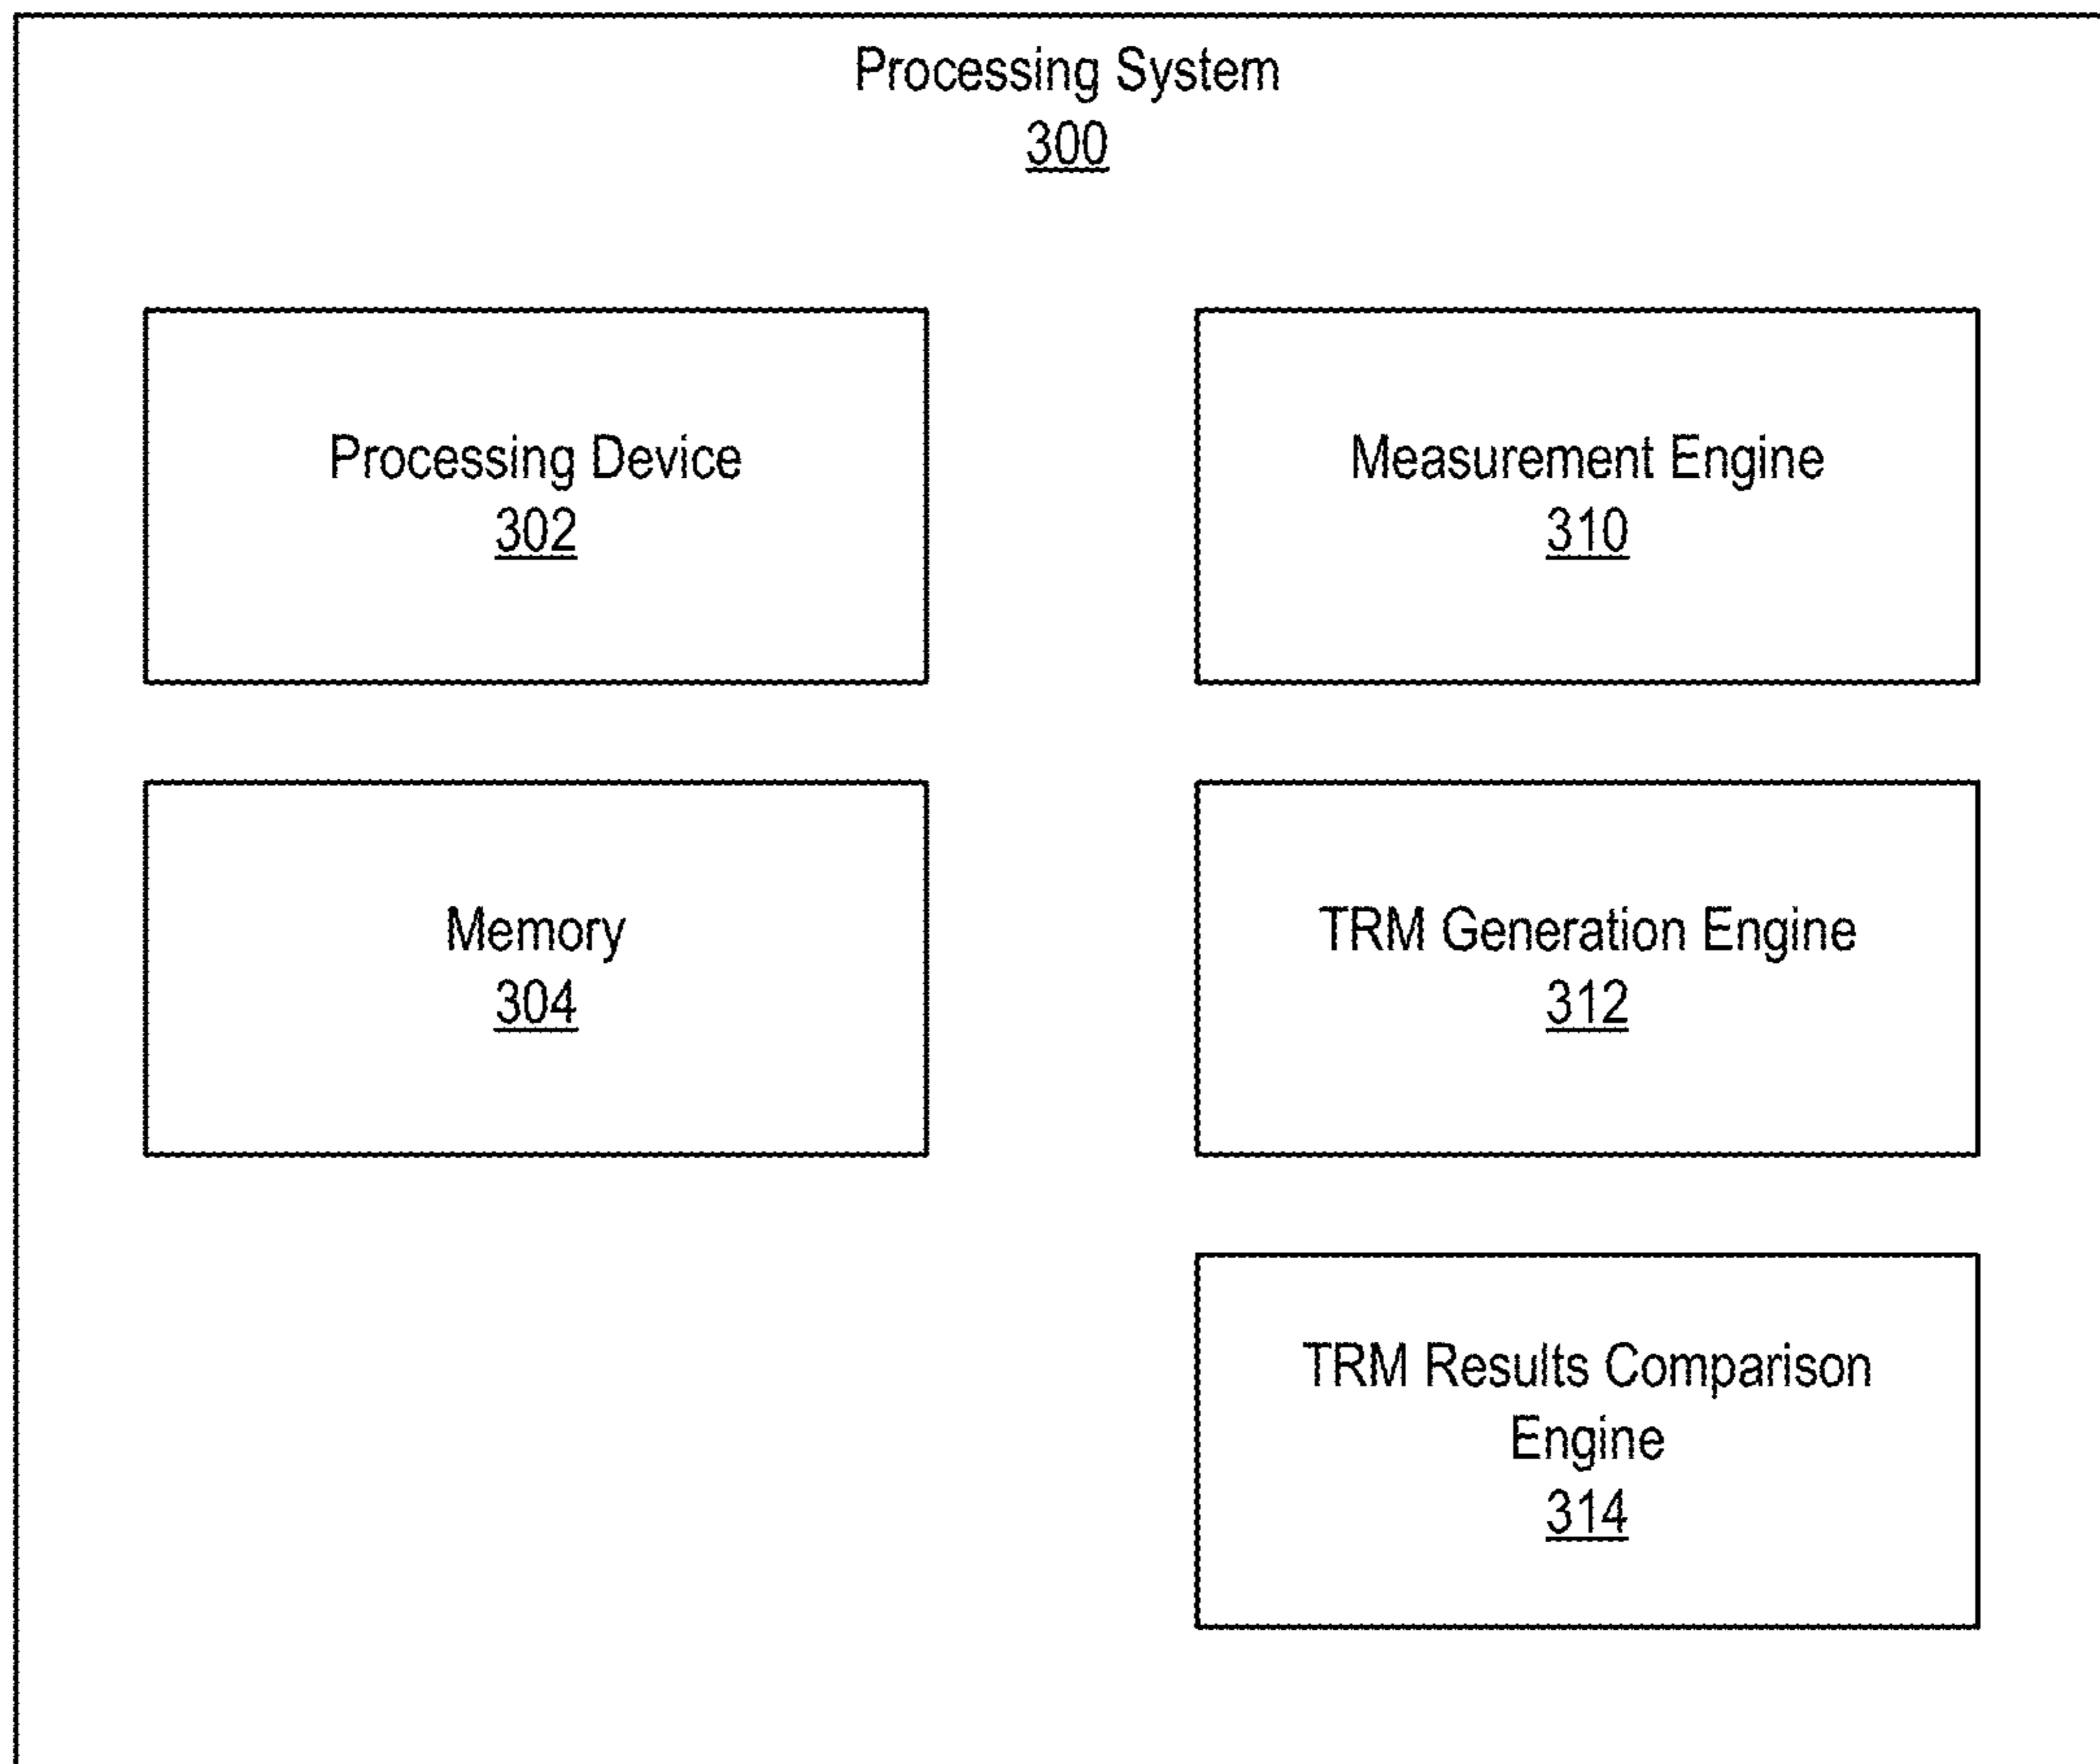 Processing System
300
Processing Device
302
Measurement Engine
310
Memory
304
TRM Generation Engine
312
TRM Results Comparison
Engine
314